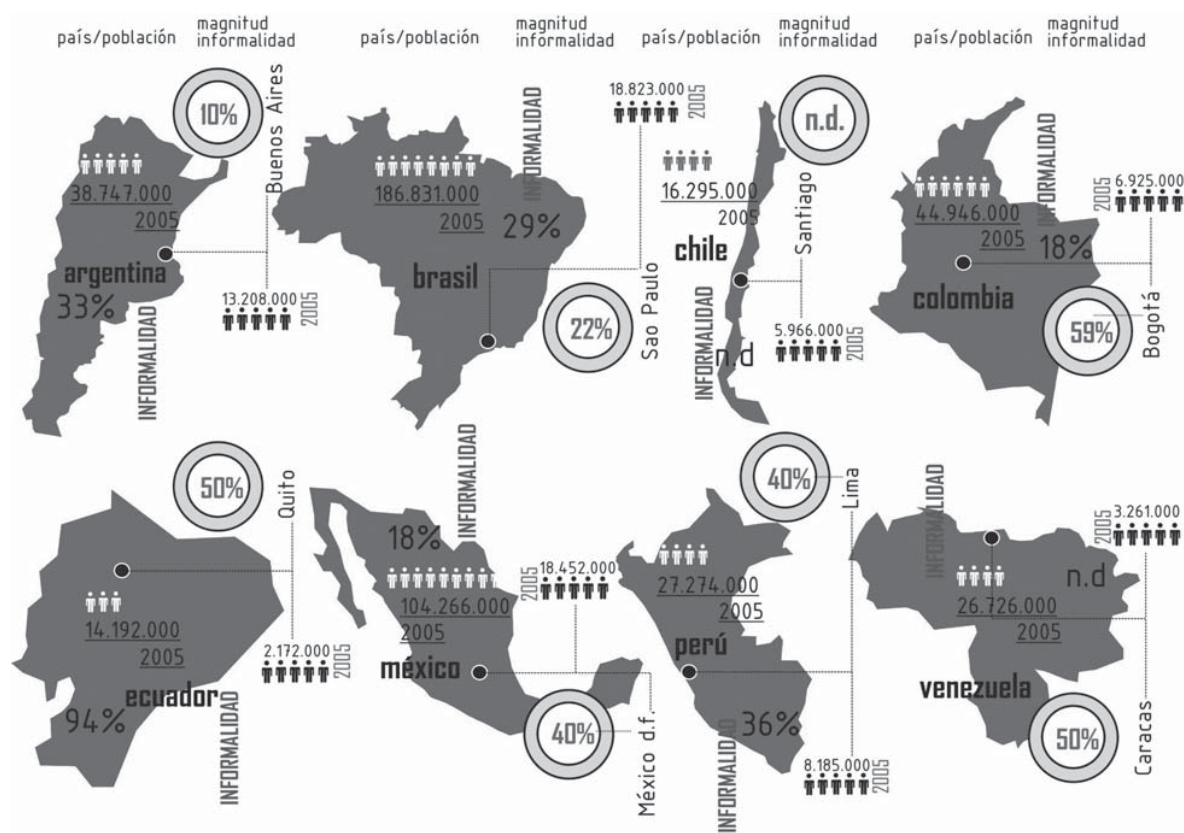 país/población
magnitud
informalidad
país/población
magnitud
informalidad
país/población
magnitud
informalidad
país/población
magnitud
informalidad
10%
Buenos Aires
38.747.000
2005
argentina
33%
INFORMALIDAD
13.208.000
2005
INFORMALIDAD
186.831.000
2005
29%
brasil
18.823.000
2005
22%
Sao Paulo
n.d.
16.295.000
2005
Santiago
chile
INFORMALIDAD
n.d
5.966.000
2005
INFORMALIDAD
44.946.000
2005
18%
colombia
2005
6.925.000
59%
Bogotá
50%
Quito
14.192.000
2005
ecuador
94%
INFORMALIDAD
2.172.000
2005
INFORMALIDAD
18%
104.266.000
2005
méxico
2005
18.452.000
40%
México d.f.
40%
Lima
27.274.000
2005
perú
36%
INFORMALIDAD
8.185.000
2005
INFORMALIDAD
n.d
26.726.000
2005
venezuela
2005
3.261.000
50%
Caracas